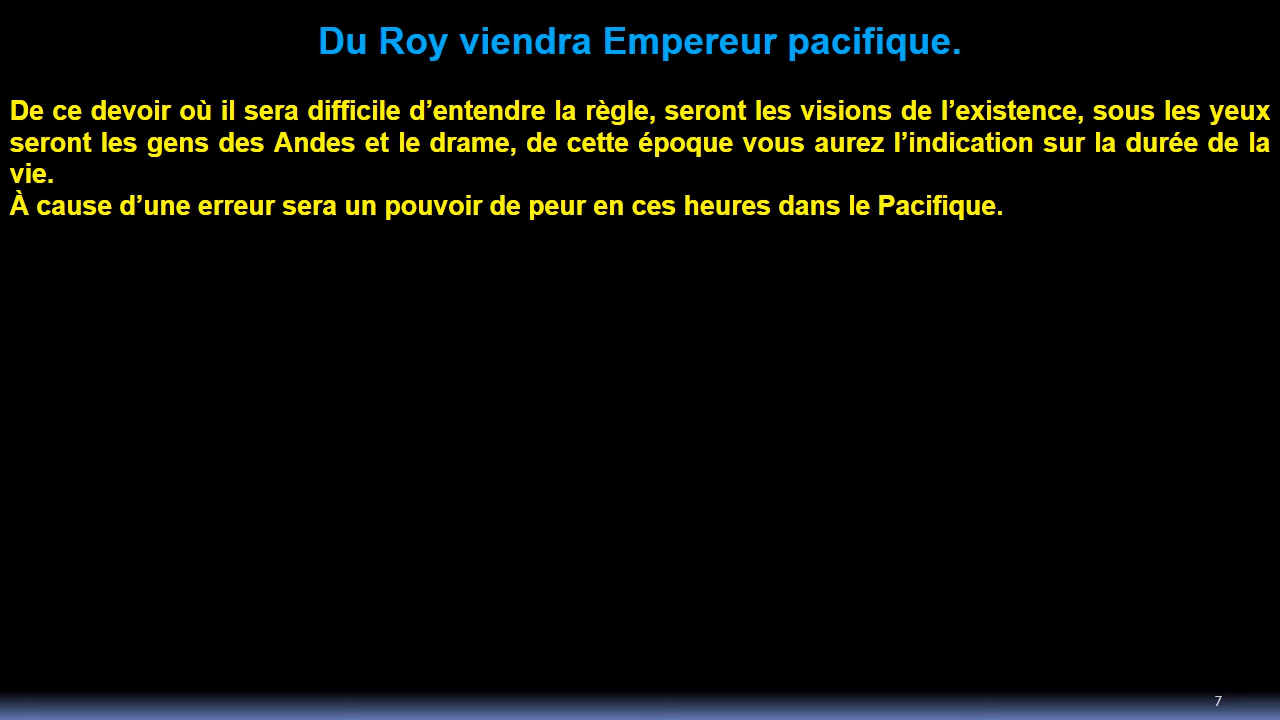 Du Roy viendra Empereur pacifique.
De ce devoir où il sera difficile d’entendre la règle, seront les visions de l’existence, sous les yeux
seront les gens des Andes et le drame, de cette époque vous aurez l’indication sur la durée de la
vie.
À cause d’une erreur sera un pouvoir de peur en ces heures dans le Pacifique.
7